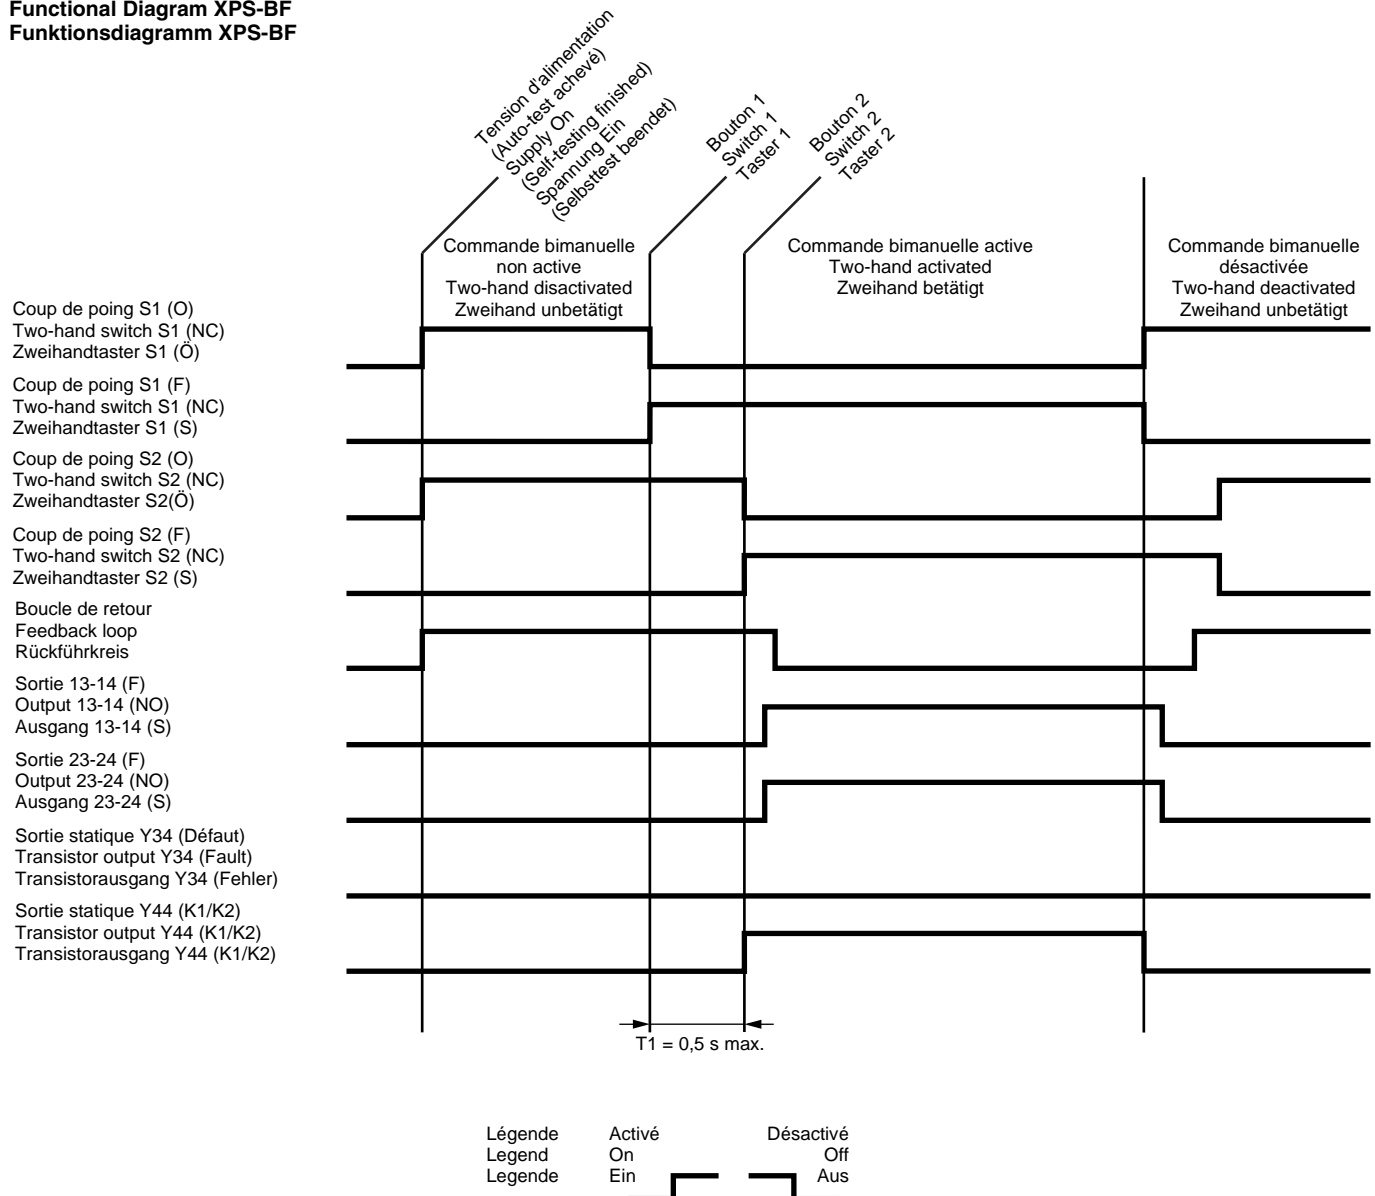 Functional Diagram XPS-BF
Funktionsdiagramm XPS-BF
Tension d'alimentation
(Auto-test achevé)
Supply On
(Self-testing finished)
Spannung Ein
(Selbsttest beendet)
Bouton 1
Switch 1
Taster 1
Bouton 2
Switch 2
Taster 2
Commande bimanuelle
non active
Two-hand disactivated
Zweihand unbetätigt
Commande bimanuelle active
Two-hand activated
Zweihand betätigt
Commande bimanuelle
désactivée
Two-hand deactivated
Zweihand unbetätigt
Coup de poing S1 (O)
Two-hand switch S1 (NC)
Zweihandtaster S1 (Ö)
Coup de poing S1 (F)
Two-hand switch S1 (NC)
Zweihandtaster S1 (S)
Coup de poing S2 (O)
Two-hand switch S2 (NC)
Zweihandtaster S2(Ö)
Coup de poing S2 (F)
Two-hand switch S2 (NC)
Zweihandtaster S2 (S)
Boucle de retour
Feedback loop
Rückführkreis
Sortie 13-14 (F)
Output 13-14 (NO)
Ausgang 13-14 (S)
Sortie 23-24 (F)
Output 23-24 (NO)
Ausgang 23-24 (S)
Sortie statique Y34 (Défaut)
Transistor output Y34 (Fault)
Transistorausgang Y34 (Fehler)
Sortie statique Y44 (K1/K2)
Transistor output Y44 (K1/K2)
Transistorausgang Y44 (K1/K2)
T1 = 0,5 s max.
Légende Activé Désactivé
Legend On Off
Legende Ein Aus